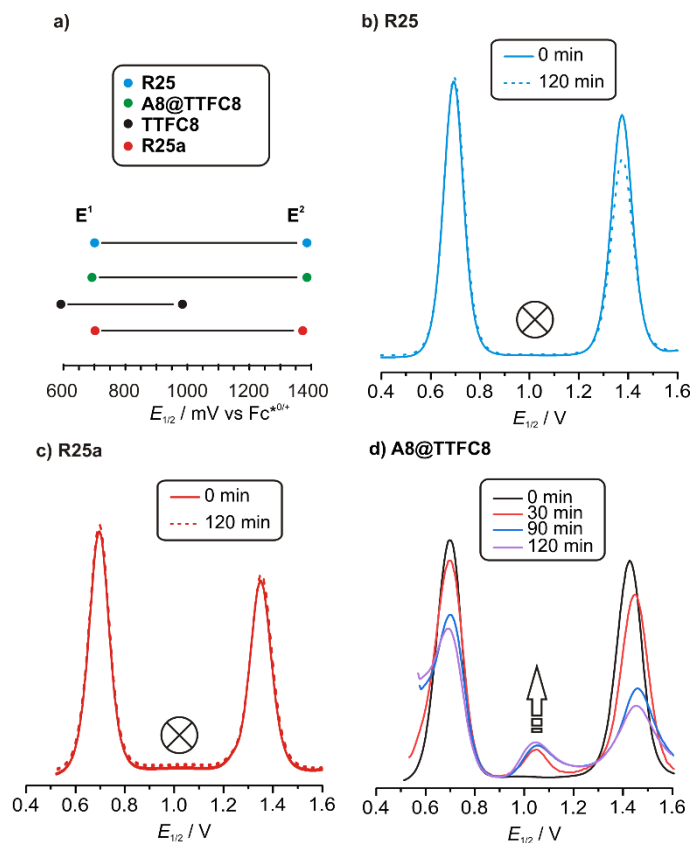 a)
R25
A8@TTFC8
TTFC8
R25a
E1 E2
600 800 1000 1200 1400
E1/2 / mV vs Fc*0/+
b) R25
0 min
120 min
0.4 0.6 0.8 1.0 1.2 1.4 1.6
E1/2 / V
c) R25a
0 min
120 min
0.4 0.6 0.8 1.0 1.2 1.4 1.6
E1/2 / V
d) A8@TTFC8
0 min
30 min
90 min
120 min
0.4 0.6 0.8 1.0 1.2 1.4 1.6
E1/2 / V